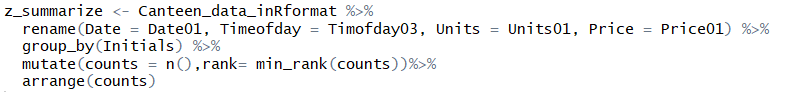 z_summarize <- Canteen_data_inRformat %>%
  rename(Date = Date01, Timeofday = Timofday03, Units = Units01, Price = Price01) %>%
  group_by(Initials) %>%
  mutate(counts = n(),rank= min_rank(counts))%>%
  arrange(counts)